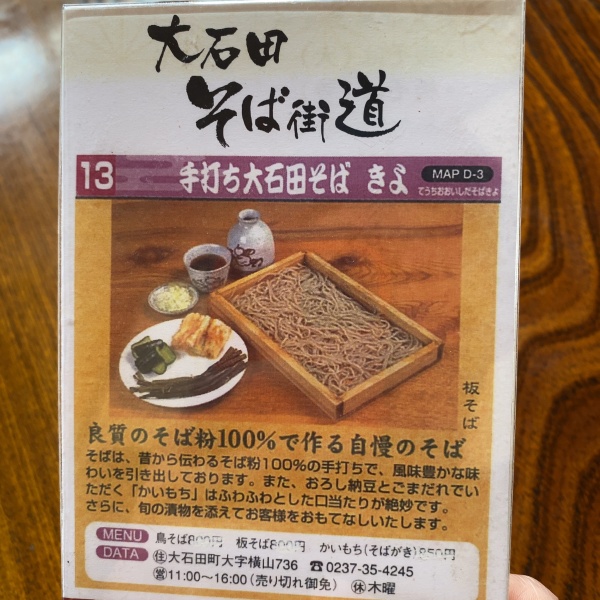 大石田
そば街道
13 手打ち大石田そば きよ MAP D-3
てうちおおいしだそばきよ
板そば
良質のそば粉100%で作る自慢のそば
そばは、昔から伝わるそば粉100%の手打ちで、風味豊かな味
わいを引き出しております。また、おろし納豆とごまだれでい
ただく「かいもち」はふわふわとした口当たりが絶妙です。
さらに、旬の漬物を添えてお客様をおもてなしいたします。
MENU 鳥そば 板そば かいもち(そばがき)
DATA 住大石田町大字横山736 ☎0237-35-4245
営11:00〜16:00(売り切れ御免) 休木曜